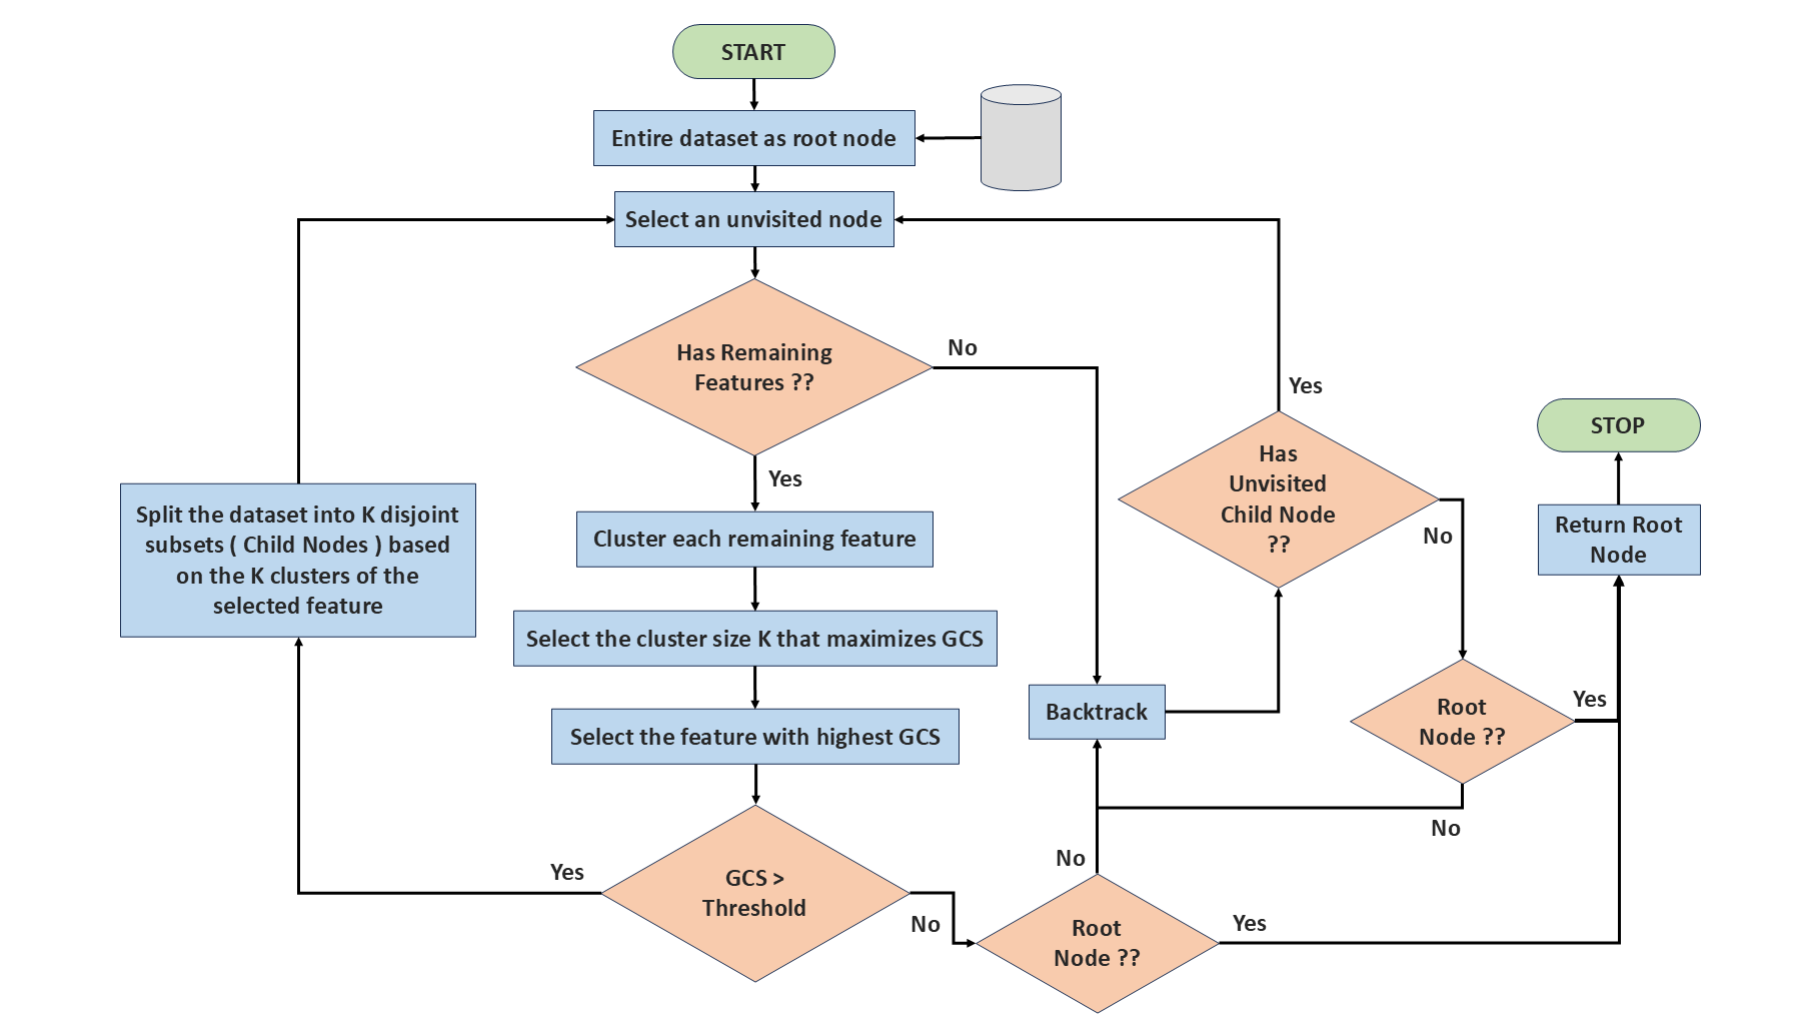 START
Entire dataset as root node
Select an unvisited node
Has Remaining
Features ??
No
Yes
Cluster each remaining feature
Select the cluster size K that maximizes GCS
Select the feature with highest GCS
GCS >
Threshold
Yes
No
Split the dataset into K disjoint
subsets ( Child Nodes ) based
on the K clusters of the
selected feature
Root
Node ??
No
Yes
Backtrack
Has
Unvisited
Child Node
??
Yes
No
Root
Node ??
Yes
No
Return Root
Node
STOP